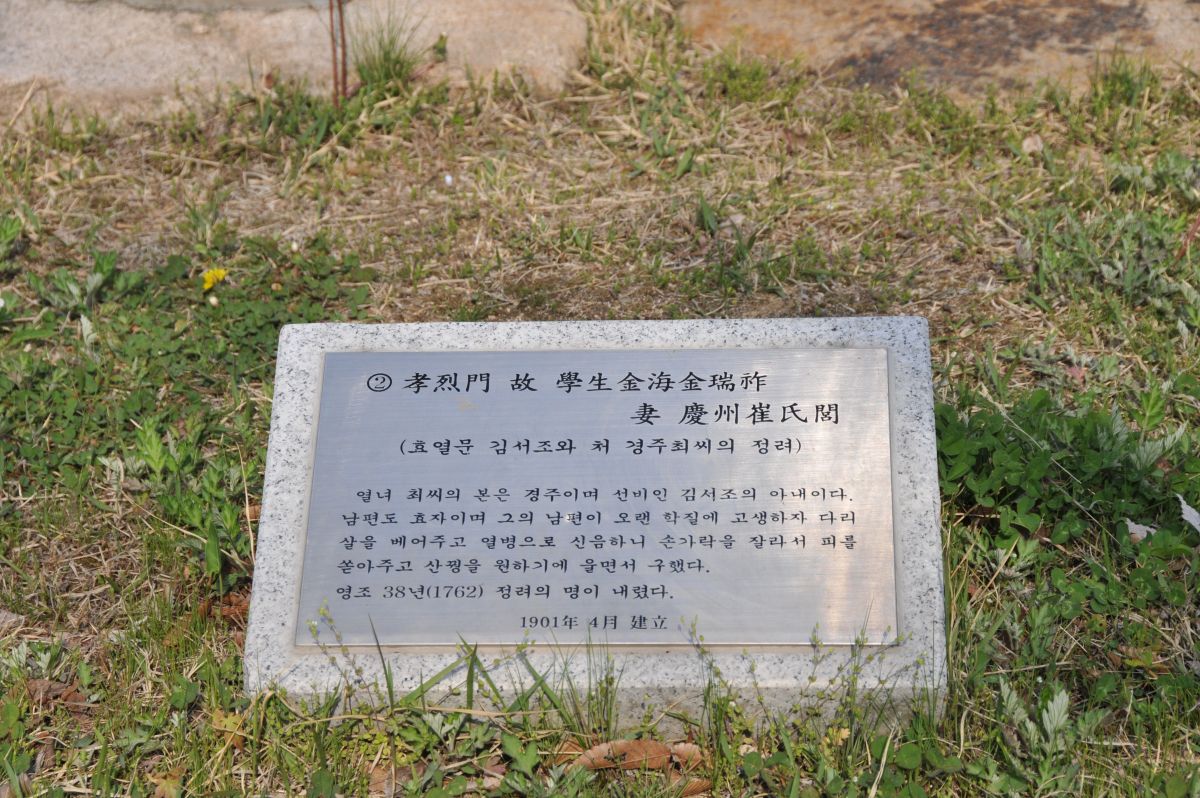 ② 孝烈門 故 學生金海金瑞祚
妻 慶州崔氏閭
(효열문 김서조와 처 경주최씨의 정려)
열녀 최씨의 본은 경주이며 선비인 김서조의 아내이다.
남편도 효자이며 그의 남편이 오랜 학질에 고생하자 다리
살을 베어주고 열병으로 신음하니 손가락을 잘라서 피를
쏟아주고 산꿩을 원하기에 울면서 구했다.
영조 38년(1762) 정려의 명이 내렸다.
1901年 4月 建立